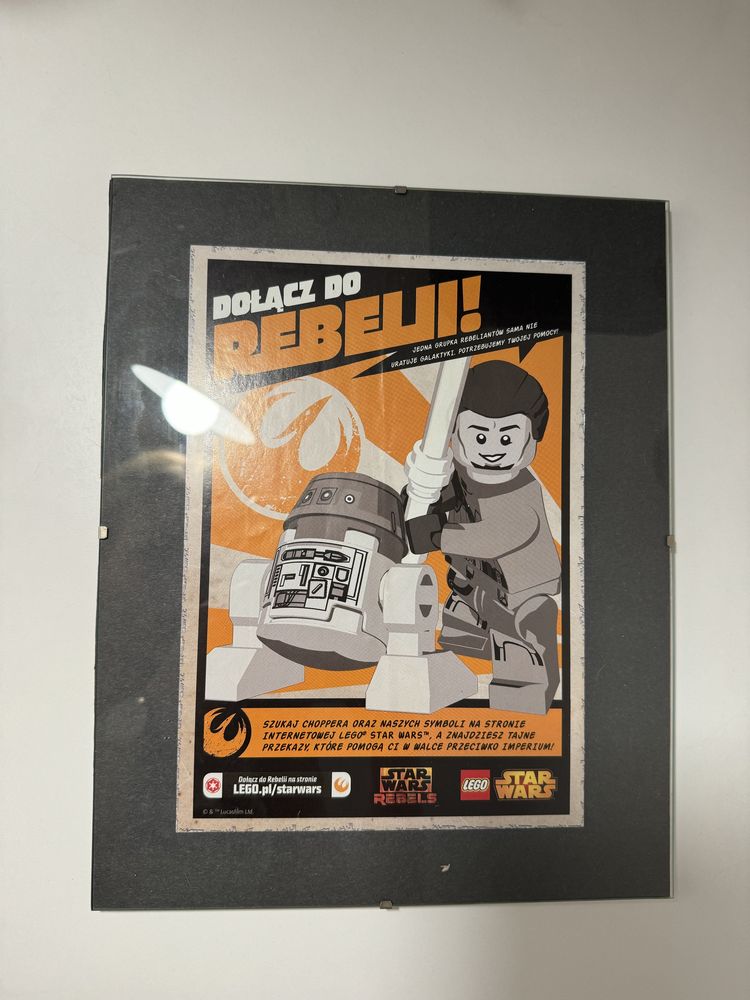 DOŁĄCZ DO
REBELII!
JEDNA GRUPKA REBELIANTÓW SAMA NIE
URATUJE GALAKTYKI. POTRZEBUJEMY TWOJEJ POMOCY!
SZUKAJ CHOPPERA ORAZ NASZYCH SYMBOLI NA STRONIE
INTERNETOWEJ LEGO® STAR WARS™, A ZNAJDZIESZ TAJNE
PRZEKAZY, KTÓRE POMOGĄ CI W WALCE PRZECIWKO IMPERIUM!
Dołącz do Rebelii na stronie
LEGO.pl/starwars
STAR WARS
REBELS
LEGO
STAR WARS
© & ™ Lucasfilm Ltd.